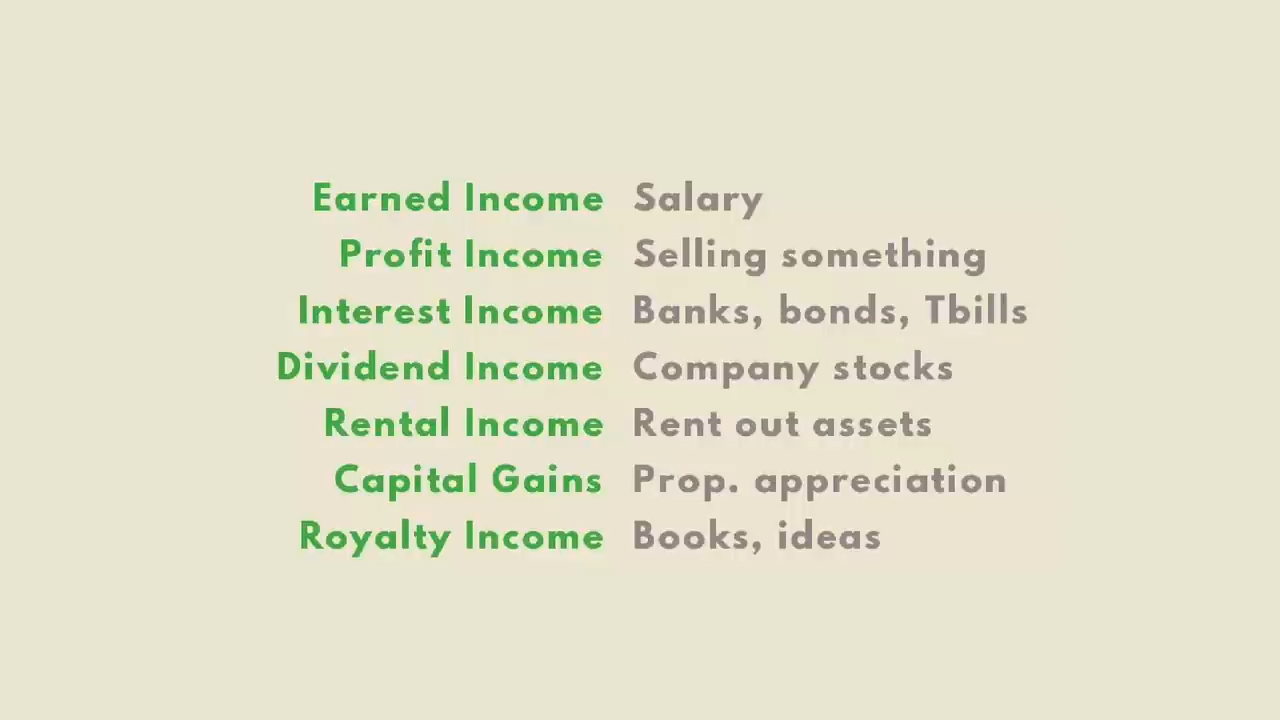 Earned Income Salary
Profit Income Selling something
Interest Income Banks, bonds, Tbills
Dividend Income Company stocks
Rental Income Rent out assets
Capital Gains Prop. appreciation
Royalty Income Books, ideas